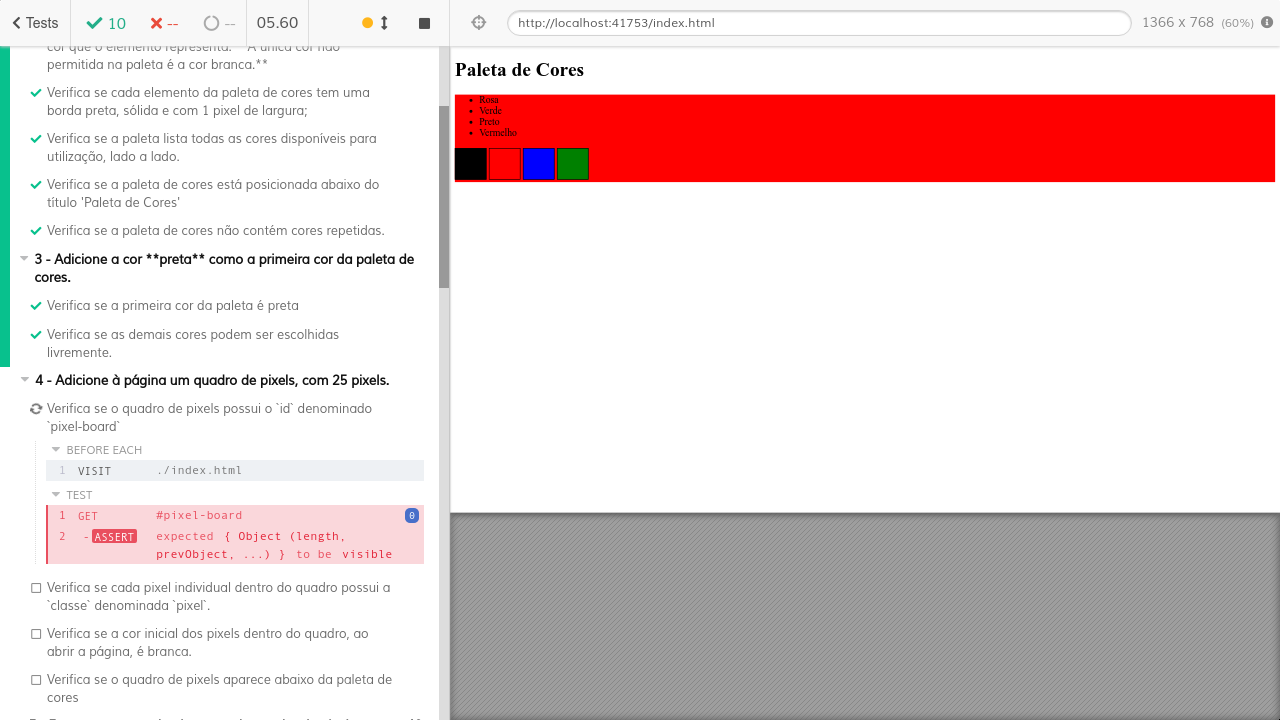 Tests 10 -- -- 05.60 http://localhost:41753/index.html 1366 x 768 (60%)
cor que o elemento representa. **A única cor não
permitida na paleta é a cor branca.**
Verifica se cada elemento da paleta de cores tem uma
borda preta, sólida e com 1 pixel de largura;
Verifica se a paleta lista todas as cores disponíveis para
utilização, lado a lado.
Verifica se a paleta de cores está posicionada abaixo do
título 'Paleta de Cores'
Verifica se a paleta de cores não contém cores repetidas.
3 - Adicione a cor **preta** como a primeira cor da paleta de
cores.
Verifica se a primeira cor da paleta é preta
Verifica se as demais cores podem ser escolhidas
livremente.
4 - Adicione à página um quadro de pixels, com 25 pixels.
Verifica se o quadro de pixels possui o `id` denominado
`pixel-board`
BEFORE EACH
1 VISIT ./index.html
TEST
1 GET #pixel-board 0
2 -ASSERT expected { Object (length,
prevObject, ...) } to be visible
Verifica se cada pixel individual dentro do quadro possui a
`classe` denominada `pixel`.
Verifica se a cor inicial dos pixels dentro do quadro, ao
abrir a página, é branca.
Verifica se o quadro de pixels aparece abaixo da paleta de
cores
Paleta de Cores
Rosa
Verde
Preto
Vermelho